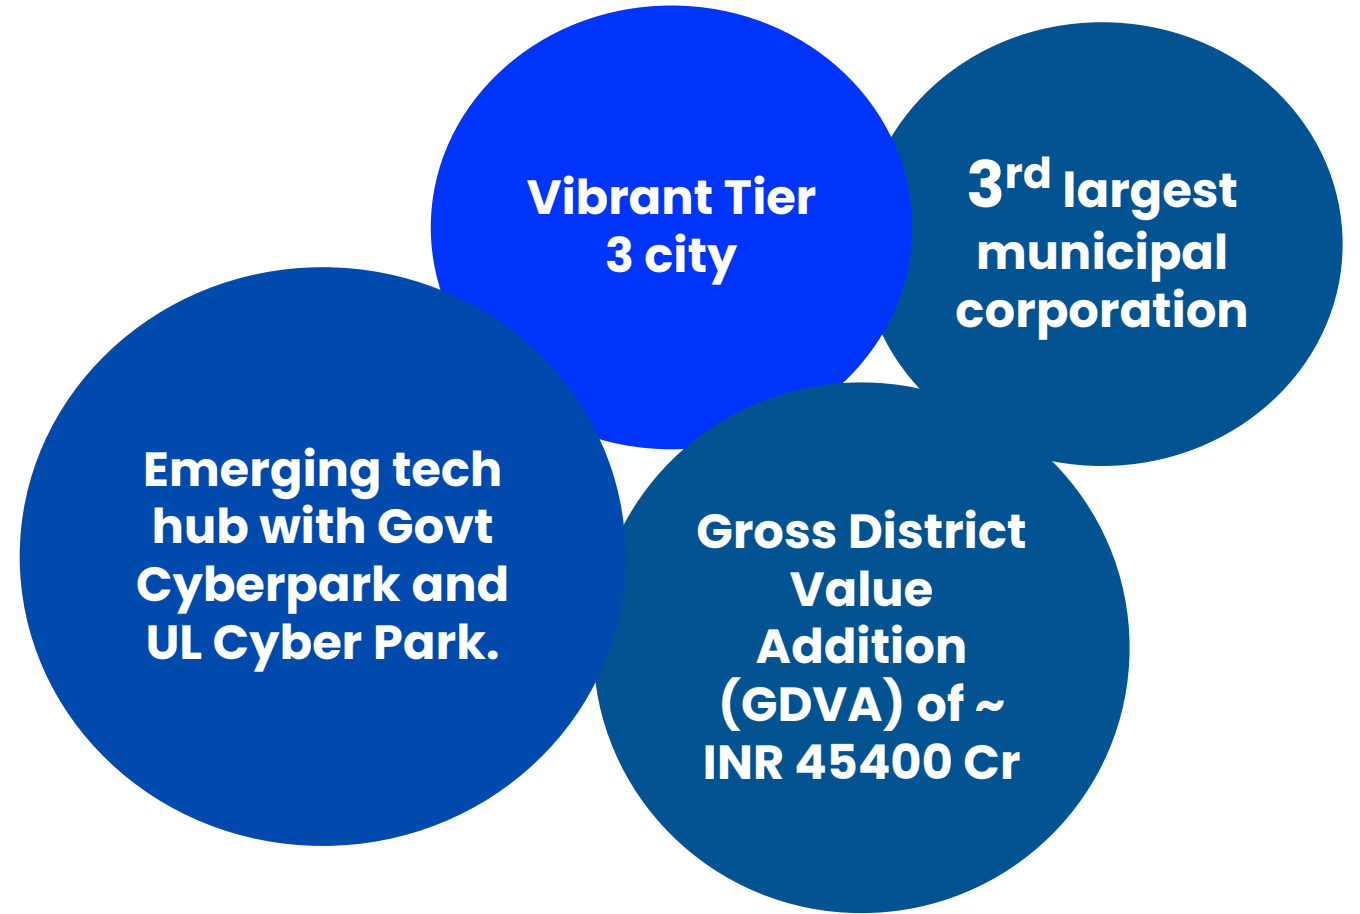 Vibrant Tier
3 city
3rd largest
municipal
corporation
Emerging tech
hub with Govt
Cyberpark and
UL Cyber Park.
Gross District
Value
Addition
(GDVA) of ~
INR 45400 Cr